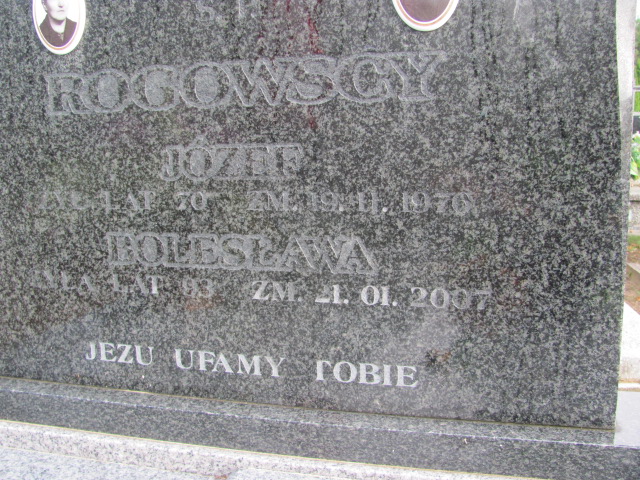 Ś.P.
ROGOWSCY
JÓZEF
ŻYŁ LAT 70 ZM. 19. 11. 1976
BOLESŁAWA
ŻYŁA LAT 93 ZM. 21. 01. 2007
JEZU UFAMY TOBIE